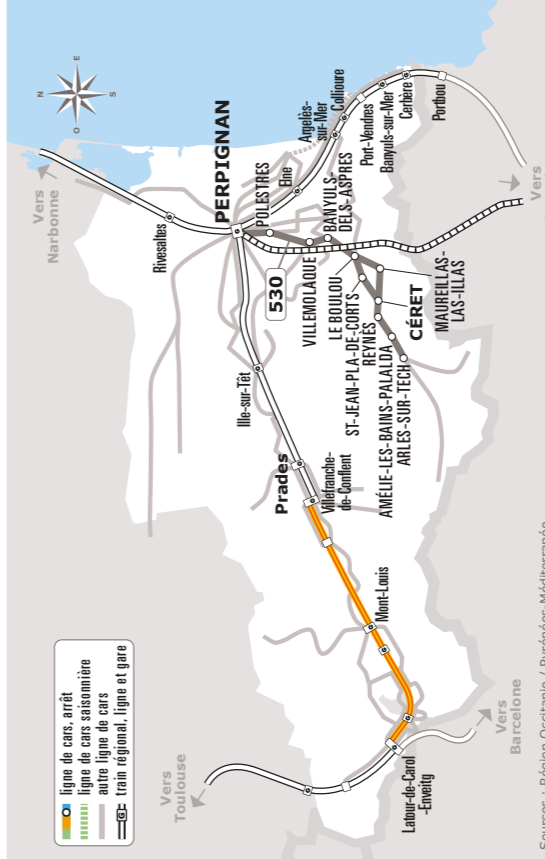 N
E
S
O
Vers
Narbonne
Rivesaltes
PERPIGNAN
POLESTRES
Elne
Argelès-
sur-Mer
Collioure
Port-Vendres
Banyuls-sur-Mer
Cerbère
Portbou
Vers
530
VILLEMOLAQUE
BANYULS-
DELS-ASPRES
LE BOULOU
ST-JEAN-PLA-DE-CORTS
REYNÈS
CÉRET
MAUREILLAS-
LAS-ILLAS
AMÉLIE-LES-BAINS-PALALDA
ARLES-SUR-TECH
Ille-sur-Têt
Prades
Villefranche-
de-Conflent
Mont-Louis
Latour-de-Carol
-Enveitg
Vers
Toulouse
Vers
Barcelone
ligne de cars, arrêt
ligne de cars saisonnière
autre ligne de cars
G train régional, ligne et gare
Sources : Région Occitanie / Pyrénées-Méditerranée